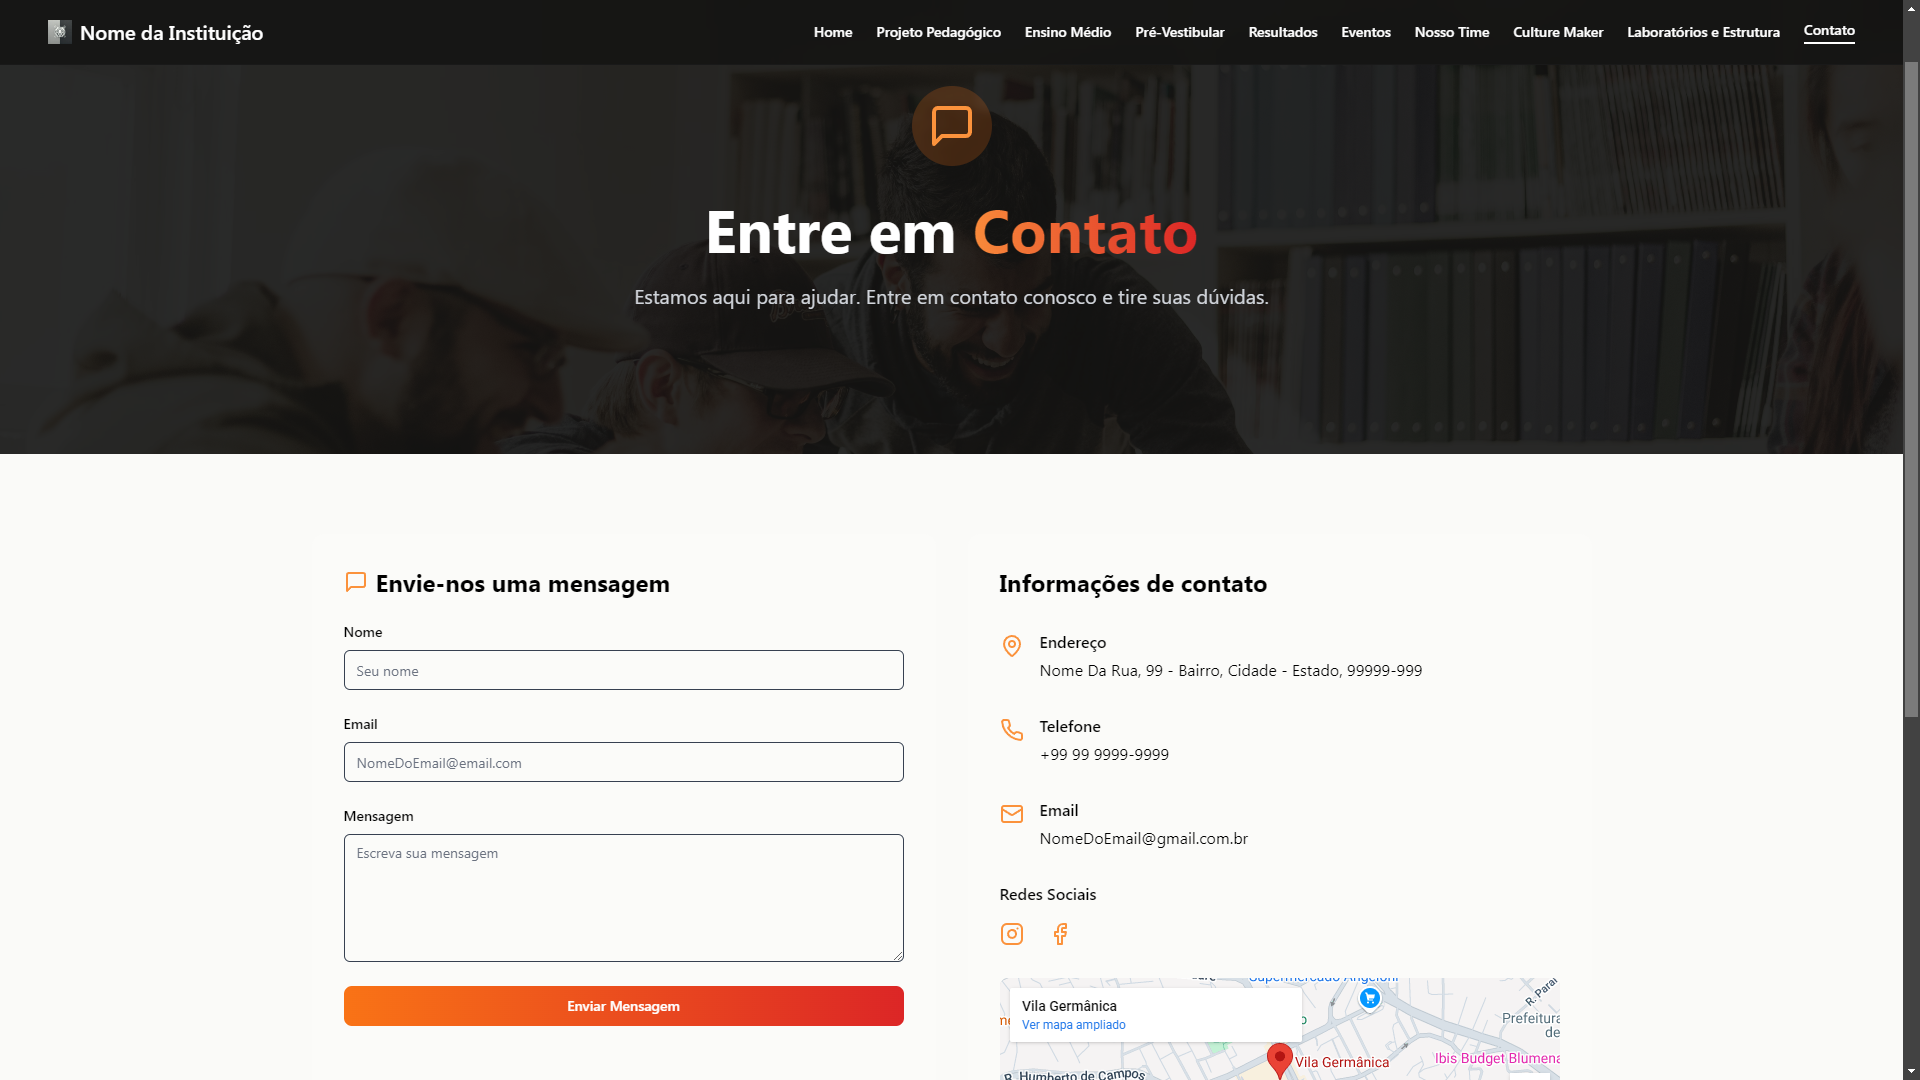 Nome da Instituição
Home Projeto Pedagógico Ensino Médio Pré-Vestibular Resultados Eventos Nosso Time Culture Maker Laboratórios e Estrutura Contato
Entre em Contato
Estamos aqui para ajudar. Entre em contato conosco e tire suas dúvidas.
Envie-nos uma mensagem
Nome
Seu nome
Email
NomeDoEmail@email.com
Mensagem
Escreva sua mensagem
Enviar Mensagem
Informações de contato
Endereço
Nome Da Rua, 99 - Bairro, Cidade - Estado, 99999-999
Telefone
+99 99 9999-9999
Email
NomeDoEmail@gmail.com.br
Redes Sociais
Supermercado Angeloni
Vila Germânica
Ver mapa ampliado
R. Paraí
Prefeitura
de
Vila Germânica
Ibis Budget Blumena
R. Humberto de Campos